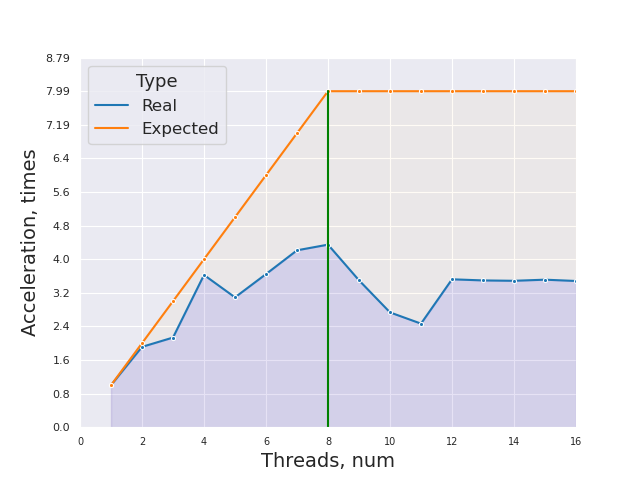 8.79
7.99
7.19
6.4
5.6
4.8
4.0
3.2
2.4
1.6
0.8
0.0
Acceleration, times
Type
Real
Expected
0 2 4 6 8 10 12 14 16
Threads, num